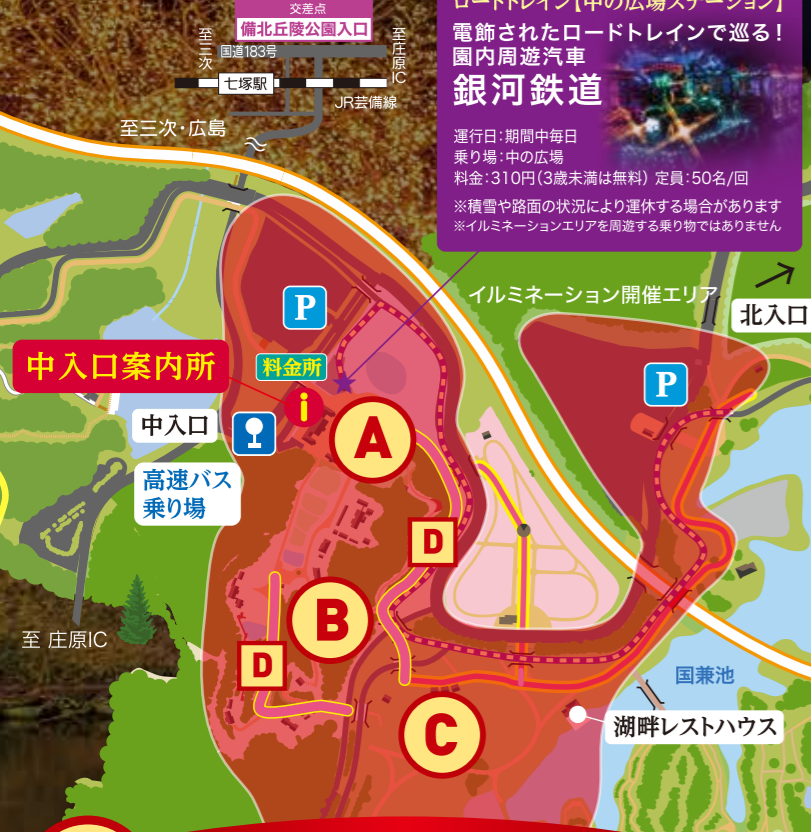 交差点
備北丘陵公園入口
至三次
国道183号
至庄原IC
七塚駅
JR芸備線
至三次・広島
ロードトレイン【中の広場ステーション】
電飾されたロードトレインで巡る！
園内周遊汽車
銀河鉄道
運行日：期間中毎日
乗り場：中の広場
料金：310円（3歳未満は無料） 定員：50名/回
※積雪や路面の状況により運休する場合があります
※イルミネーションエリアを周遊する乗り物ではありません
イルミネーション開催エリア
北入口
P
P
中入口案内所
料金所
i
中入口
A
高速バス
乗り場
D
B
D
至 庄原IC
C
国兼池
湖畔レストハウス